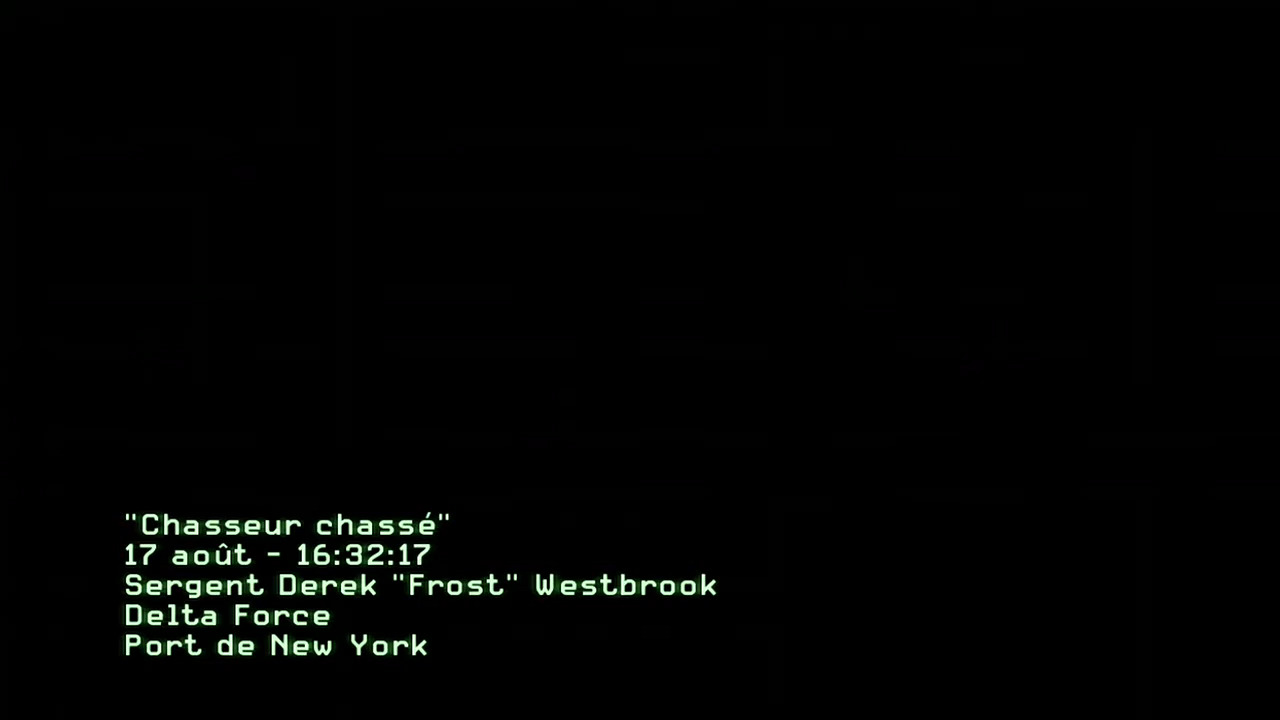 "Chasseur chassé"
17 août - 16:32:17
Sergent Derek "Frost" Westbrook
Delta Force
Port de New York